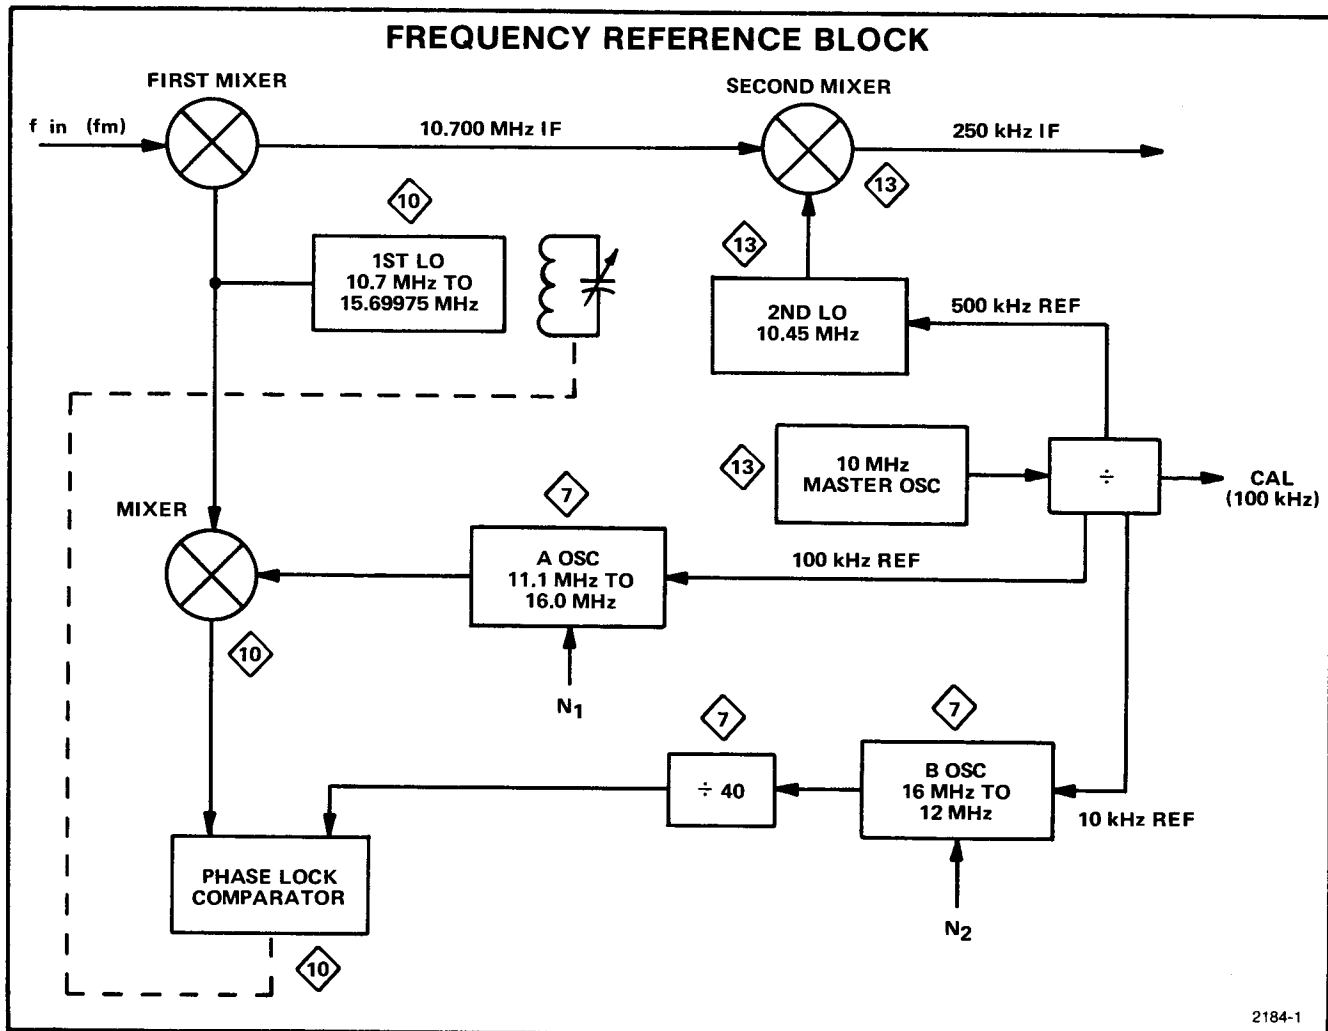 FREQUENCY REFERENCE BLOCK
FIRST MIXER
SECOND MIXER
f in (fm)
10.700 MHz IF
250 kHz IF
13
10
13
1ST LO
10.7 MHz TO
15.69975 MHz
2ND LO
10.45 MHz
500 kHz REF
13
10 MHz
MASTER OSC
÷
CAL
(100 kHz)
MIXER
7
A OSC
11.1 MHz TO
16.0 MHz
100 kHz REF
10
N1
7
7
÷ 40
B OSC
16 MHz TO
12 MHz
10 kHz REF
PHASE LOCK
COMPARATOR
N2
10
2184-1